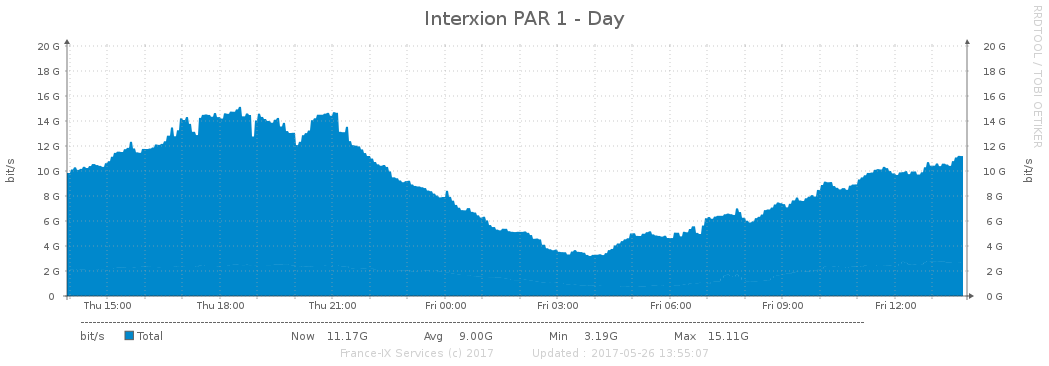 Interxion PAR 1 - Day
RRDTOOL / TOBI OETIKER
bit/s
20 G
18 G
16 G
14 G
12 G
10 G
8 G
6 G
4 G
2 G
0
20 G
18 G
16 G
14 G
12 G
10 G
8 G
6 G
4 G
2 G
0 G
bit/s
Thu 15:00 Thu 18:00 Thu 21:00 Fri 00:00 Fri 03:00 Fri 06:00 Fri 09:00 Fri 12:00
bit/s Total Now 11.17G Avg 9.00G Min 3.19G Max 15.11G
France-IX Services (c) 2017 Updated : 2017-05-26 13:55:07